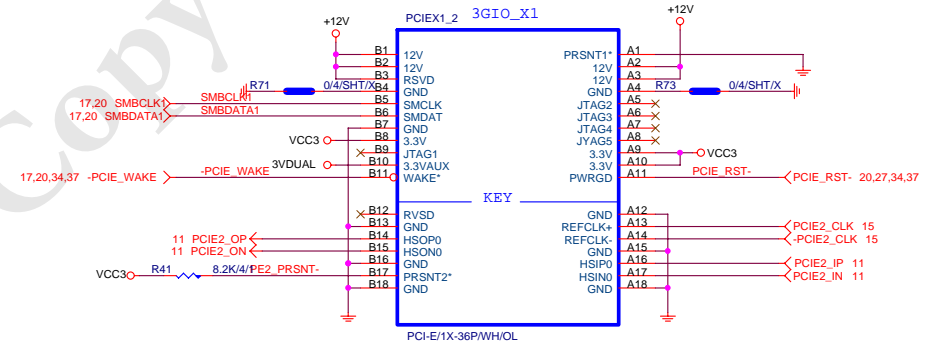 +12V
PCIEX1_2
3GIO_X1
+12V
B1 12V
B2 12V
B3 RSVD
R71 0/4/SHT/X B4 GND
17,20 SMBCLK1 SMBCLK1 B5 SMCLK
17,20 SMBDATA1 SMBDATA1 B6 SMDAT
B7 GND
VCC3 B8 3.3V
B9 JTAG1
3VDUAL B10 3.3VAUX
17,20,34,37 -PCIE_WAKE -PCIE_WAKE B11 WAKE*
KEY
B12 RVSD
B13 GND
11 PCIE2_OP B14 HSOP0
11 PCIE2_ON B15 HSON0
B16 GND
VCC3 R41 8.2K/4/1 PE2_PRSNT- B17 PRSNT2*
B18 GND
PRSNT1* A1
12V A2
12V A3
GND A4 R73 0/4/SHT/X
JTAG2 A5
JTAG3 A6
JTAG4 A7
JYAG5 A8
3.3V A9 VCC3
3.3V A10
PWRGD A11 PCIE_RST- PCIE_RST- 20,27,34,37
GND A12
REFCLK+ A13 PCIE2_CLK 15
REFCLK- A14 -PCIE2_CLK 15
GND A15
HSIP0 A16 PCIE2_IP 11
HSIN0 A17 PCIE2_IN 11
GND A18
PCI-E/1X-36P/WH/OL
Copy